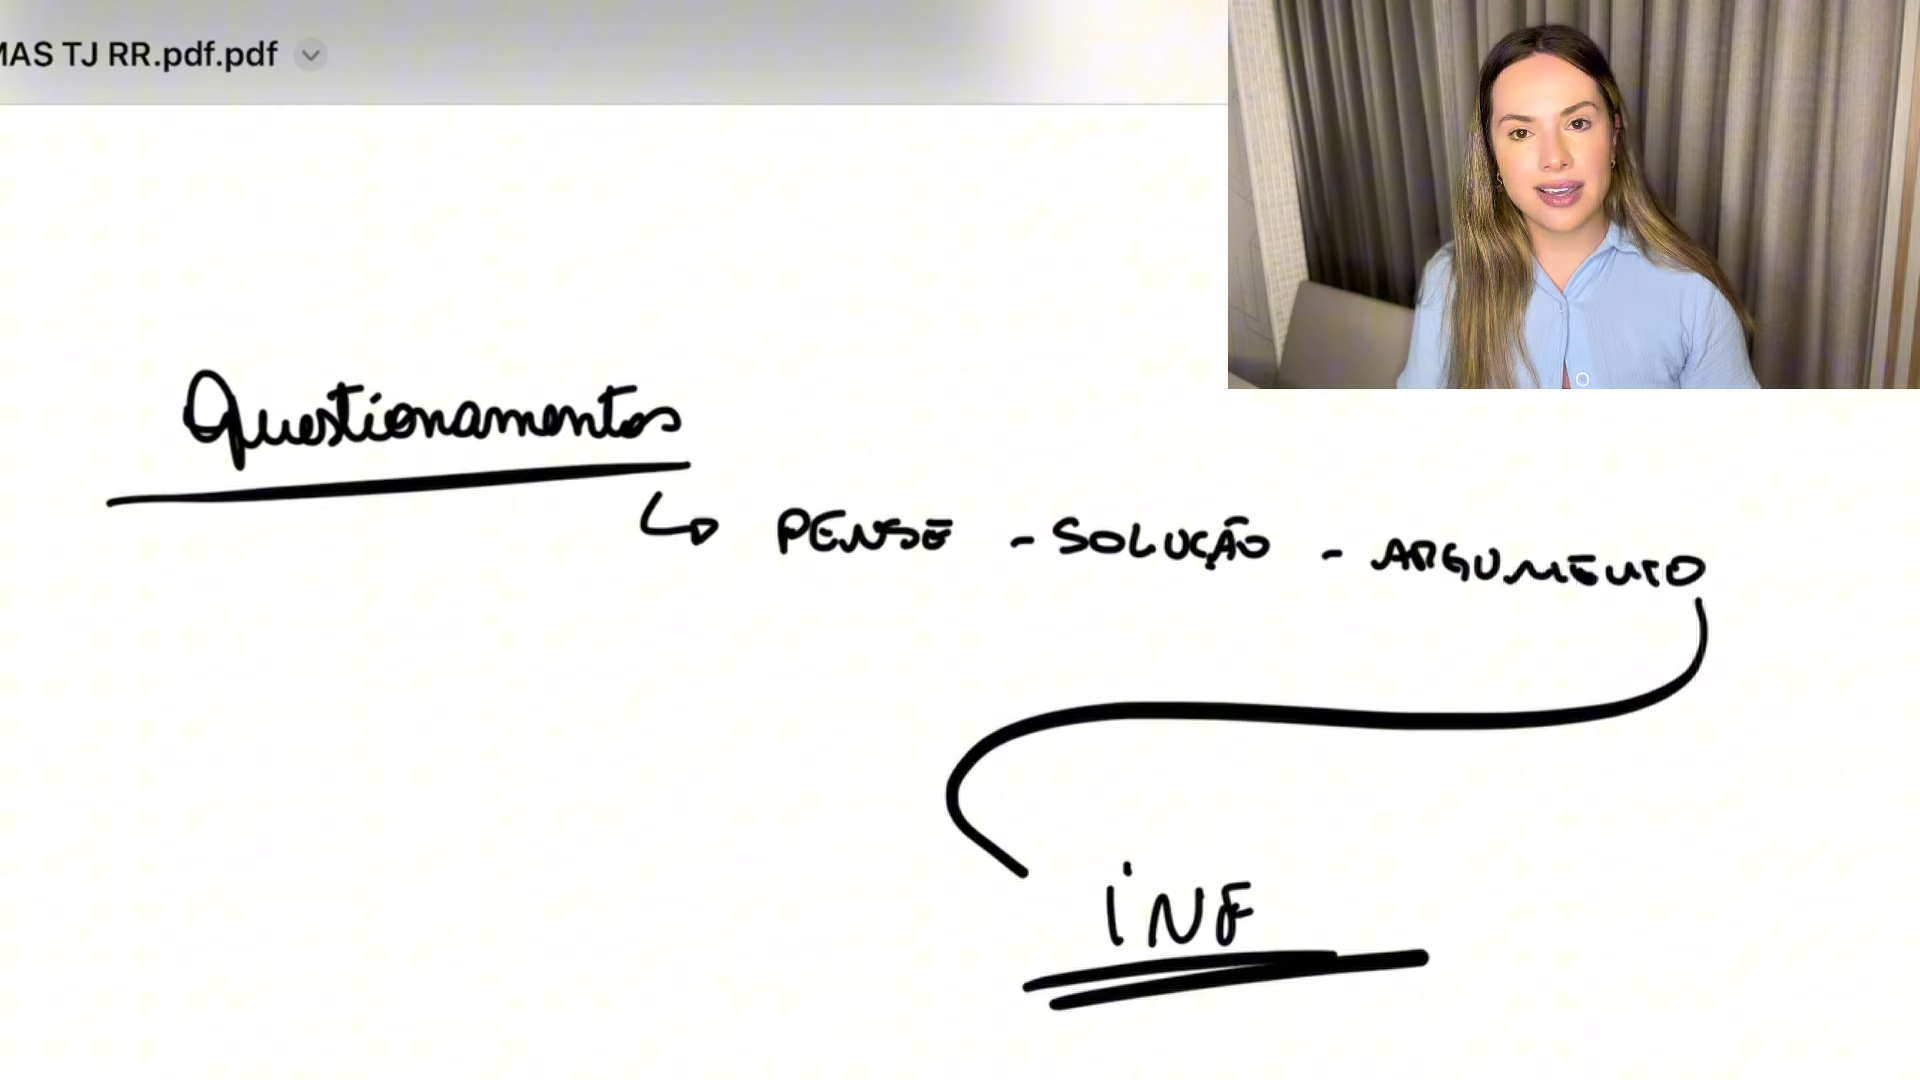 MAS TJ RR.pdf.pdf
Questionamentos
PENSE - SOLUÇÃO - ARGUMENTO
INF